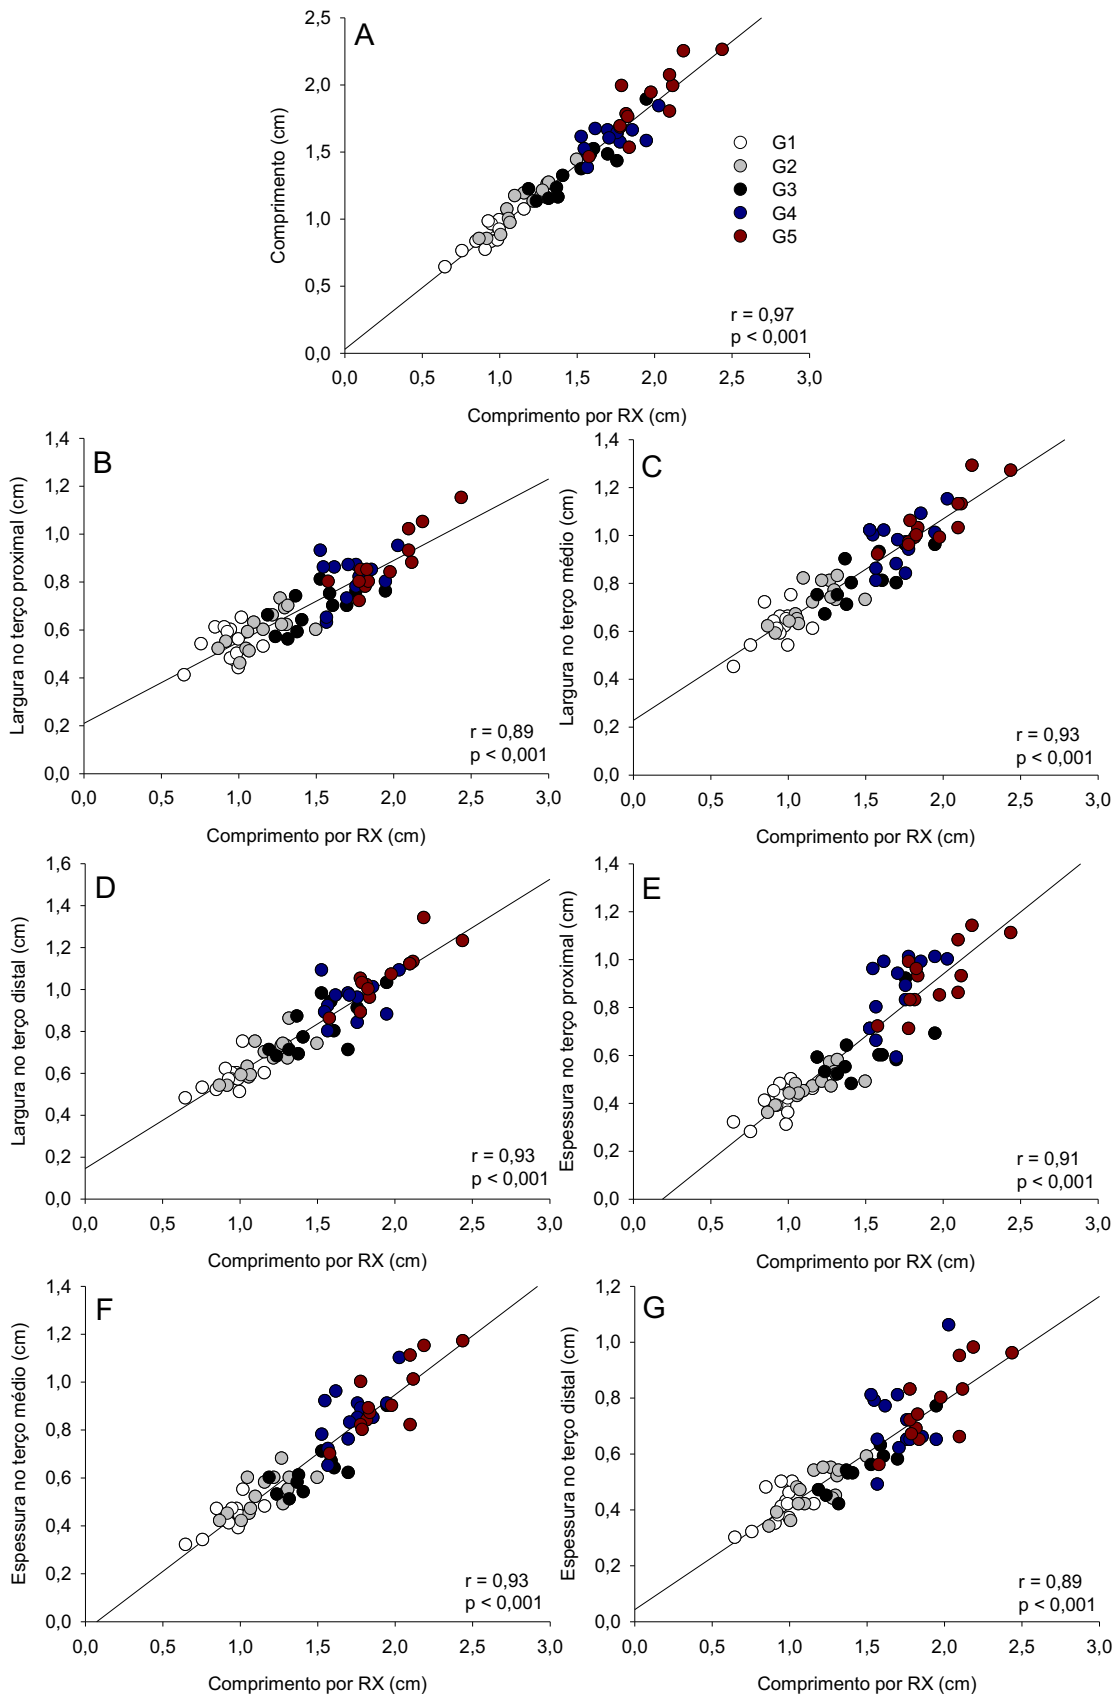 A
2,5
2,0
1,5
1,0
0,5
0,0
Comprimento (cm)
G1
G2
G3
G4
G5
r = 0,97
p < 0,001
0,0 0,5 1,0 1,5 2,0 2,5 3,0
Comprimento por RX (cm)
B
1,4
1,2
1,0
0,8
0,6
0,4
0,2
0,0
Largura no terço proximal (cm)
r = 0,89
p < 0,001
0,0 0,5 1,0 1,5 2,0 2,5 3,0
Comprimento por RX (cm)
C
1,4
1,2
1,0
0,8
0,6
0,4
0,2
0,0
Largura no terço médio (cm)
r = 0,93
p < 0,001
0,0 0,5 1,0 1,5 2,0 2,5 3,0
Comprimento por RX (cm)
D
1,6
1,4
1,2
1,0
0,8
0,6
0,4
0,2
0,0
Largura no terço distal (cm)
r = 0,93
p < 0,001
0,0 0,5 1,0 1,5 2,0 2,5 3,0
Comprimento por RX (cm)
E
1,4
1,2
1,0
0,8
0,6
0,4
0,2
0,0
Espessura no terço proximal (cm)
r = 0,91
p < 0,001
0,0 0,5 1,0 1,5 2,0 2,5 3,0
Comprimento por RX (cm)
F
1,4
1,2
1,0
0,8
0,6
0,4
0,2
0,0
Espessura no terço médio (cm)
r = 0,93
p < 0,001
0,0 0,5 1,0 1,5 2,0 2,5 3,0
Comprimento por RX (cm)
G
1,2
1,0
0,8
0,6
0,4
0,2
0,0
Espessura no terço distal (cm)
r = 0,89
p < 0,001
0,0 0,5 1,0 1,5 2,0 2,5 3,0
Comprimento por RX (cm)